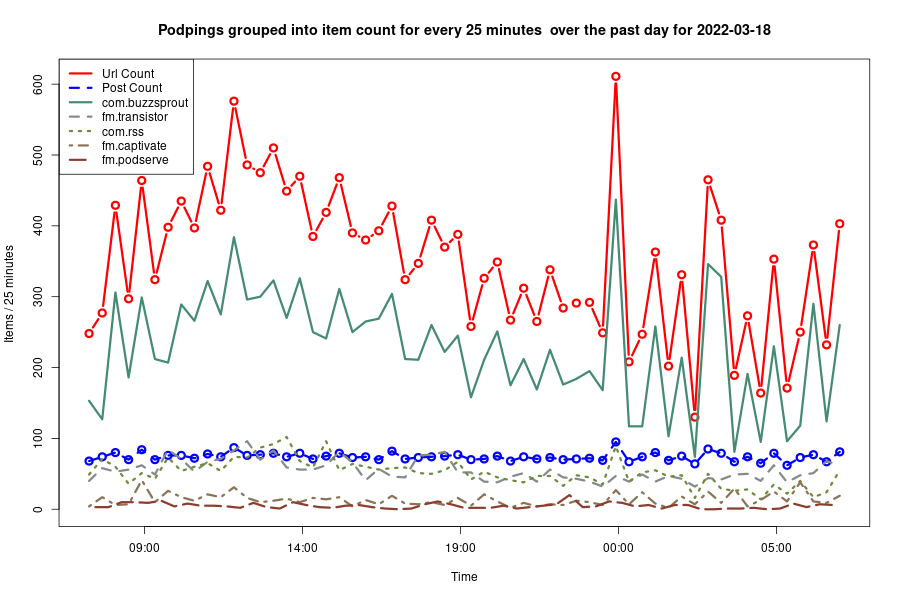 Podpings grouped into item count for every 25 minutes  over the past day for 2022-03-18
Url Count
Post Count
com.buzzsprout
fm.transistor
com.rss
fm.captivate
fm.podserve
Items / 25 minutes
600
500
400
300
200
100
0
09:00
14:00
19:00
00:00
05:00
Time